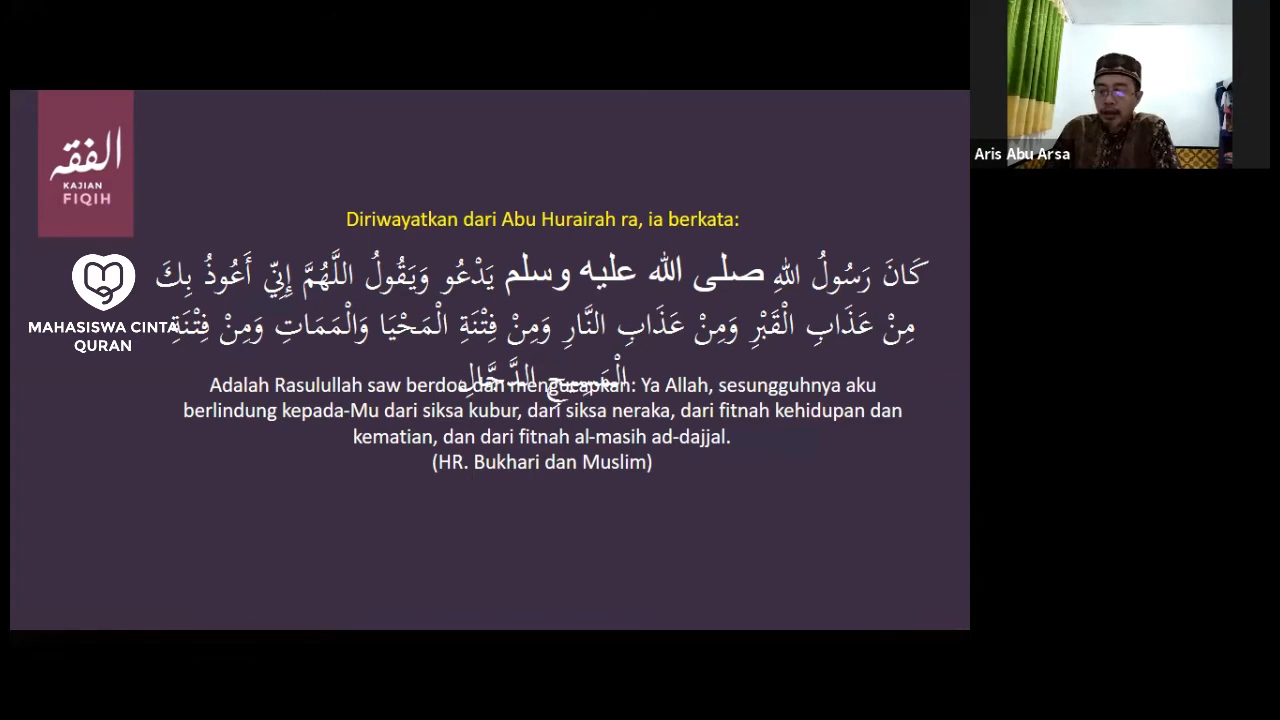 الفقه
KAJIAN
FIQIH
Aris Abu Arsa
Diriwayatkan dari Abu Hurairah ra, ia berkata:
كَانَ رَسُولُ اللهِ صلى الله عليه وسلم يَدْعُو وَيَقُولُ اللَّهُمَّ إِنِّي أَعُوذُ بِكَ
مِنْ عَذَابِ الْقَبْرِ وَمِنْ عَذَابِ النَّارِ وَمِنْ فِتْنَةِ الْمَحْيَا وَالْمَمَاتِ وَمِنْ فِتْنَةِ
الْمَسِيحِ الدَّجَّالِ
MAHASISWA CINTA
QURAN
Adalah Rasulullah saw berdoa dan mengucapkan: Ya Allah, sesungguhnya aku
berlindung kepada-Mu dari siksa kubur, dari siksa neraka, dari fitnah kehidupan dan
kematian, dan dari fitnah al-masih ad-dajjal.
(HR. Bukhari dan Muslim)